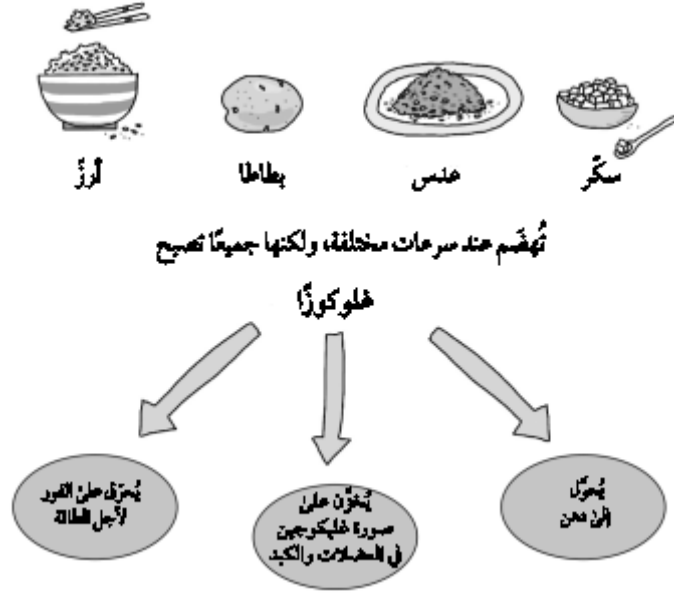 سكّر
عدس
بطاطا
أرزّ
تُهضَم عند سرعات مختلفة، ولكنها جميعًا تصبح
غلوكوزًا
يُحوَّل
إلى دهن
يُخزَّن على
صورة غليكوجين
في العضلات والكبد
يُحرَق على الفور
لأجل الطاقة